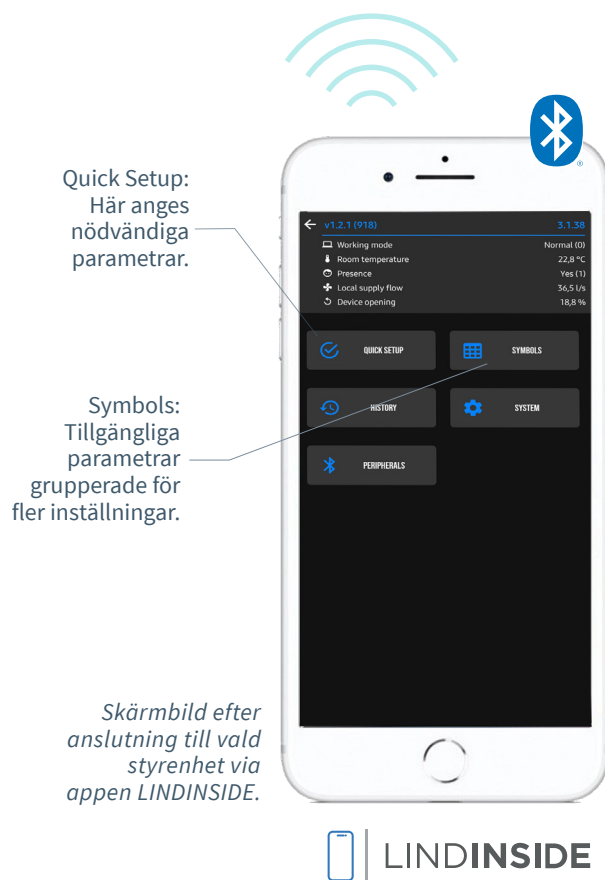 Quick Setup:
Här anges
nödvändiga
parametrar.
v1.2.1 (918) 3.1.38
Working mode Normal (0)
Room temperature 22,8 °C
Presence Yes (1)
Local supply flow 36,5 l/s
Device opening 18,8 %
QUICK SETUP SYMBOLS
HISTORY SYSTEM
PERIPHERALS
Symbols:
Tillgängliga
parametrar
grupperade för
fler inställningar.
Skärmbild efter
anslutning till vald
styrenhet via
appen LINDINSIDE.
LINDINSIDE